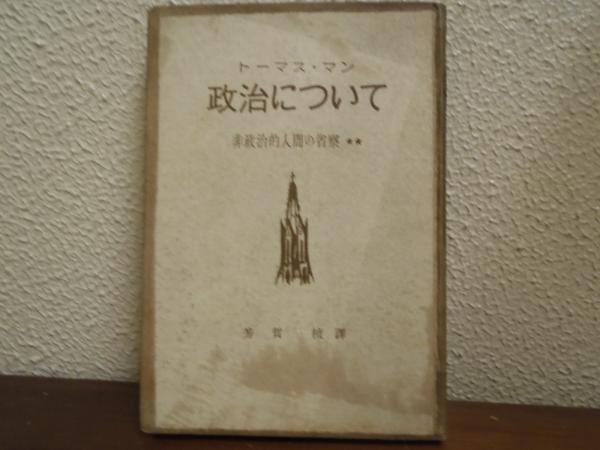 トーマス・マン
政治について
非政治的人間の省察 ★★
芳賀 檀 譯